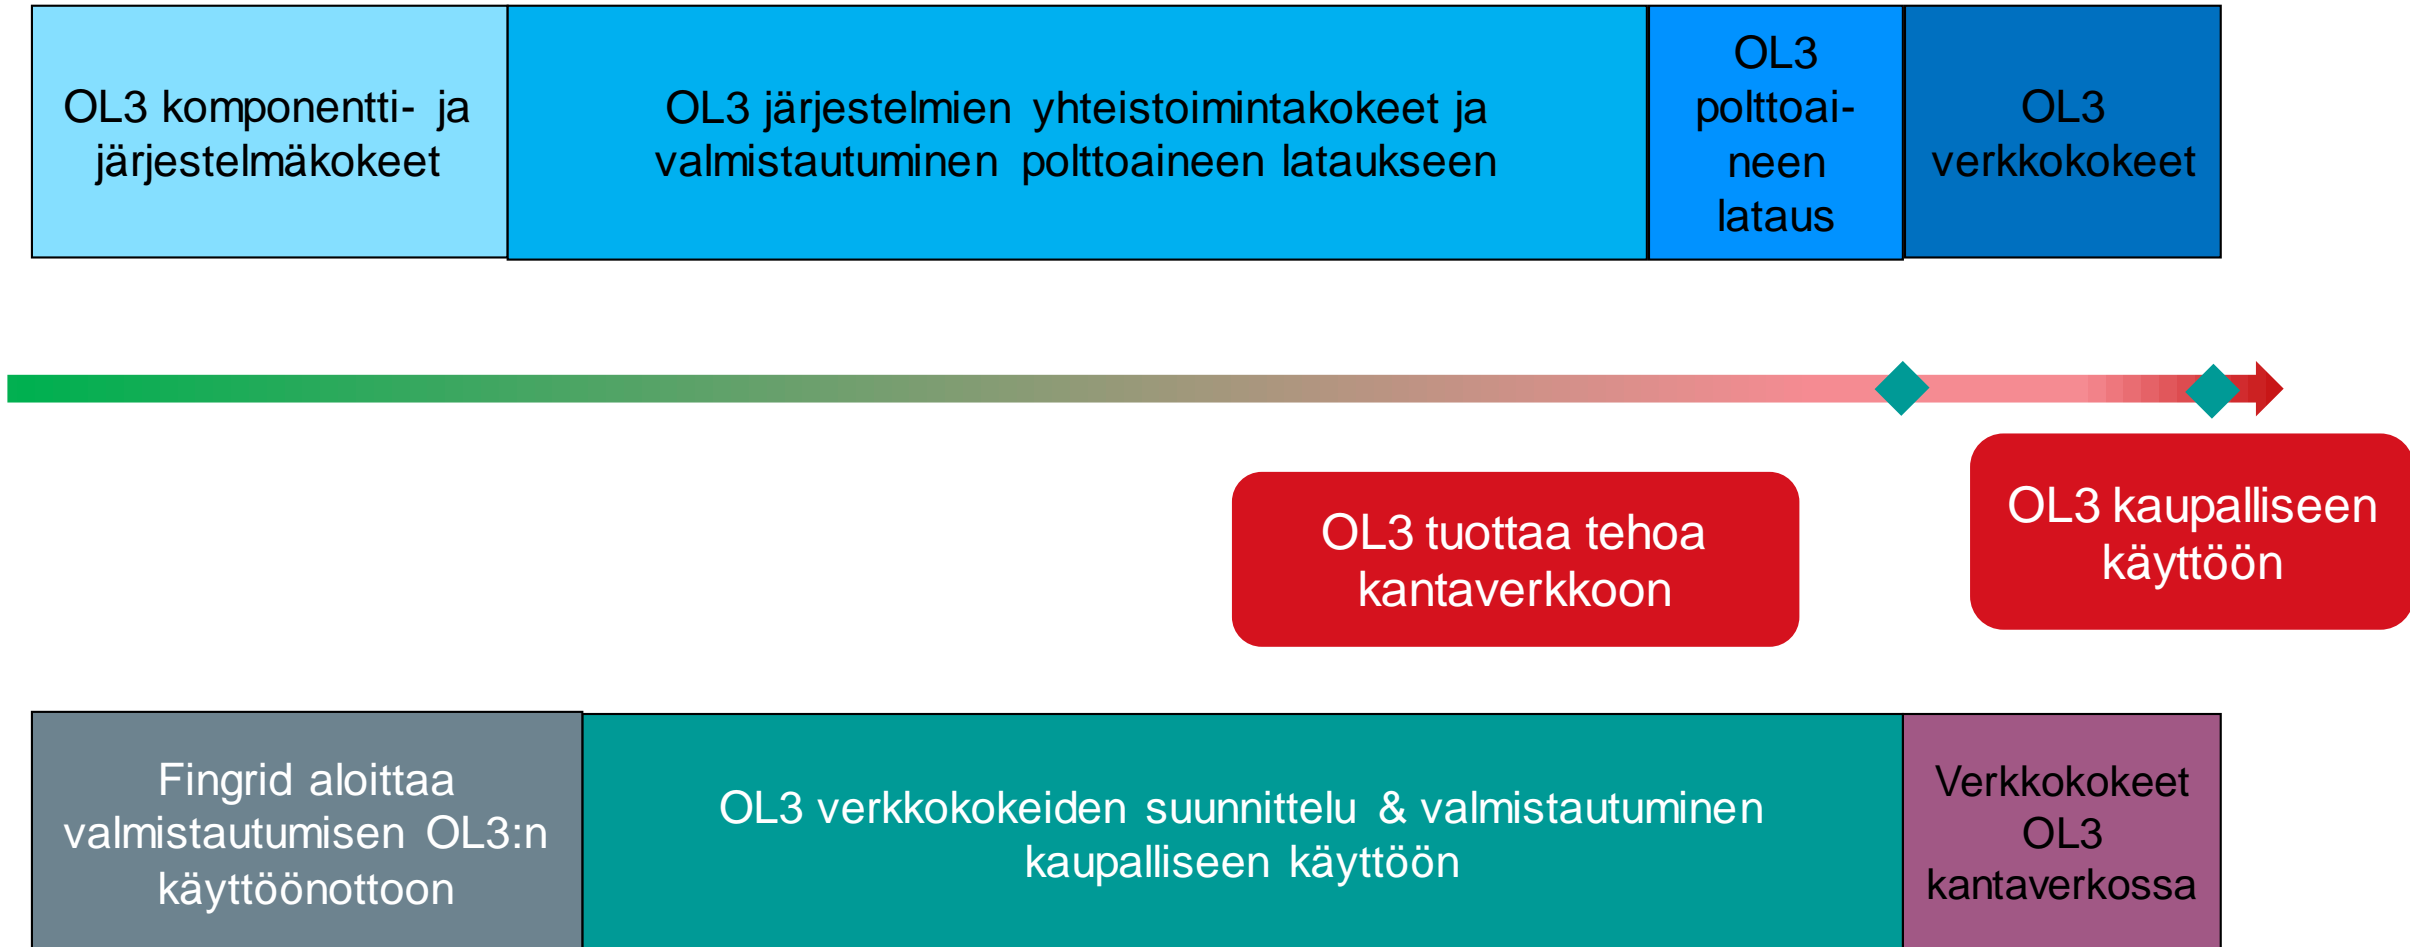 OL3 komponentti- ja
järjestelmäkokeet
OL3 järjestelmien yhteistoimintakokeet ja
valmistautuminen polttoaineen lataukseen
OL3
polttoai-
neen
lataus
OL3
verkkokokeet
OL3 tuottaa tehoa
kantaverkkoon
OL3 kaupalliseen
käyttöön
Fingrid aloittaa
valmistautumisen OL3:n
käyttöönottoon
OL3 verkkokokeiden suunnittelu & valmistautuminen
kaupalliseen käyttöön
Verkkokokeet
OL3
kantaverkossa